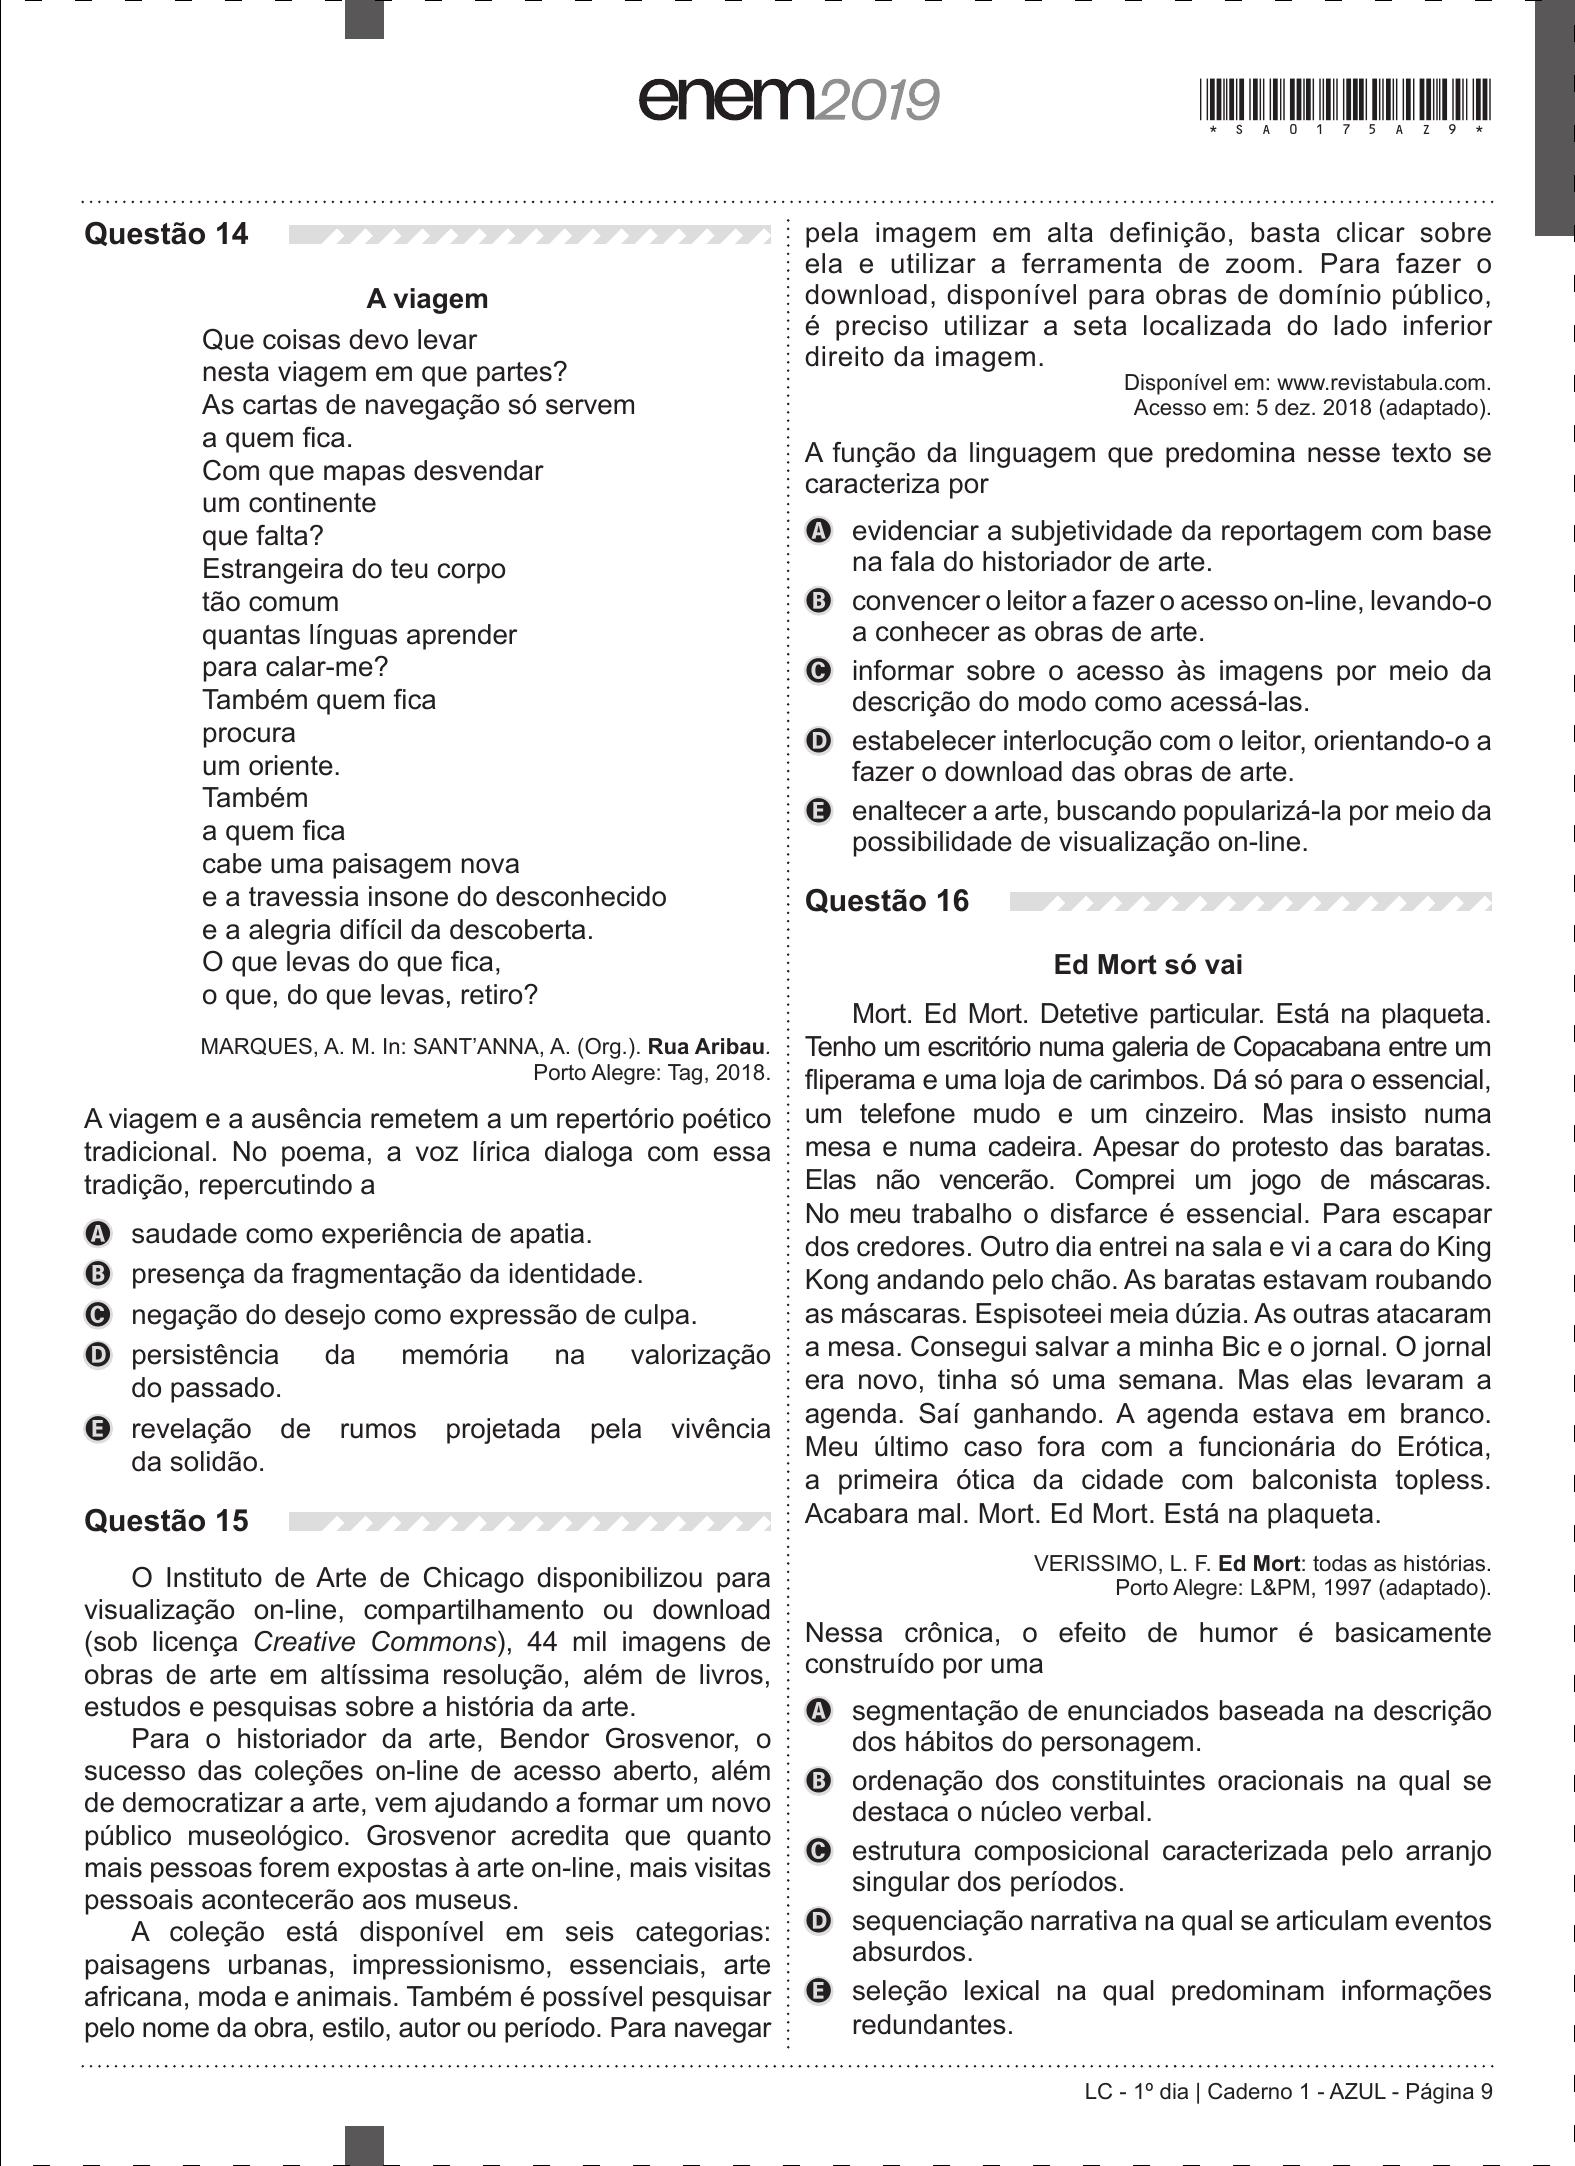 enem2019
*SA0175AZ9*
Questão 14
A viagem
Que coisas devo levar
nesta viagem em que partes?
As cartas de navegação só servem
a quem fica.
Com que mapas desvendar
um continente
que falta?
Estrangeira do teu corpo
tão comum
quantas línguas aprender
para calar-me?
Também quem fica
procura
um oriente.
Também
a quem fica
cabe uma paisagem nova
e a travessia insone do desconhecido
e a alegria difícil da descoberta.
O que levas do que fica,
o que, do que levas, retiro?
MARQUES, A. M. In: SANT’ANNA, A. (Org.). Rua Aribau.
Porto Alegre: Tag, 2018.
A viagem e a ausência remetem a um repertório poético
tradicional. No poema, a voz lírica dialoga com essa
tradição, repercutindo a
A saudade como experiência de apatia.
B presença da fragmentação da identidade.
C negação do desejo como expressão de culpa.
D persistência da memória na valorização
do passado.
E revelação de rumos projetada pela vivência
da solidão.
Questão 15
O Instituto de Arte de Chicago disponibilizou para
visualização on-line, compartilhamento ou download
(sob licença Creative Commons), 44 mil imagens de
obras de arte em altíssima resolução, além de livros,
estudos e pesquisas sobre a história da arte.
Para o historiador da arte, Bendor Grosvenor, o
sucesso das coleções on-line de acesso aberto, além
de democratizar a arte, vem ajudando a formar um novo
público museológico. Grosvenor acredita que quanto
mais pessoas forem expostas à arte on-line, mais visitas
pessoais acontecerão aos museus.
A coleção está disponível em seis categorias:
paisagens urbanas, impressionismo, essenciais, arte
africana, moda e animais. Também é possível pesquisar
pelo nome da obra, estilo, autor ou período. Para navegar
pela imagem em alta definição, basta clicar sobre
ela e utilizar a ferramenta de zoom. Para fazer o
download, disponível para obras de domínio público,
é preciso utilizar a seta localizada do lado inferior
direito da imagem.
Disponível em: www.revistabula.com.
Acesso em: 5 dez. 2018 (adaptado).
A função da linguagem que predomina nesse texto se
caracteriza por
A evidenciar a subjetividade da reportagem com base
na fala do historiador de arte.
B convencer o leitor a fazer o acesso on-line, levando-o
a conhecer as obras de arte.
C informar sobre o acesso às imagens por meio da
descrição do modo como acessá-las.
D estabelecer interlocução com o leitor, orientando-o a
fazer o download das obras de arte.
E enaltecer a arte, buscando popularizá-la por meio da
possibilidade de visualização on-line.
Questão 16
Ed Mort só vai
Mort. Ed Mort. Detetive particular. Está na plaqueta.
Tenho um escritório numa galeria de Copacabana entre um
fliperama e uma loja de carimbos. Dá só para o essencial,
um telefone mudo e um cinzeiro. Mas insisto numa
mesa e numa cadeira. Apesar do protesto das baratas.
Elas não vencerão. Comprei um jogo de máscaras.
No meu trabalho o disfarce é essencial. Para escapar
dos credores. Outro dia entrei na sala e vi a cara do King
Kong andando pelo chão. As baratas estavam roubando
as máscaras. Espisoteei meia dúzia. As outras atacaram
a mesa. Consegui salvar a minha Bic e o jornal. O jornal
era novo, tinha só uma semana. Mas elas levaram a
agenda. Saí ganhando. A agenda estava em branco.
Meu último caso fora com a funcionária do Erótica,
a primeira ótica da cidade com balconista topless.
Acabara mal. Mort. Ed Mort. Está na plaqueta.
VERISSIMO, L. F. Ed Mort: todas as histórias.
Porto Alegre: L&PM, 1997 (adaptado).
Nessa crônica, o efeito de humor é basicamente
construído por uma
A segmentação de enunciados baseada na descrição
dos hábitos do personagem.
B ordenação dos constituintes oracionais na qual se
destaca o núcleo verbal.
C estrutura composicional caracterizada pelo arranjo
singular dos períodos.
D sequenciação narrativa na qual se articulam eventos
absurdos.
E seleção lexical na qual predominam informações
redundantes.
LC - 1º dia | Caderno 1 - AZUL - Página 9